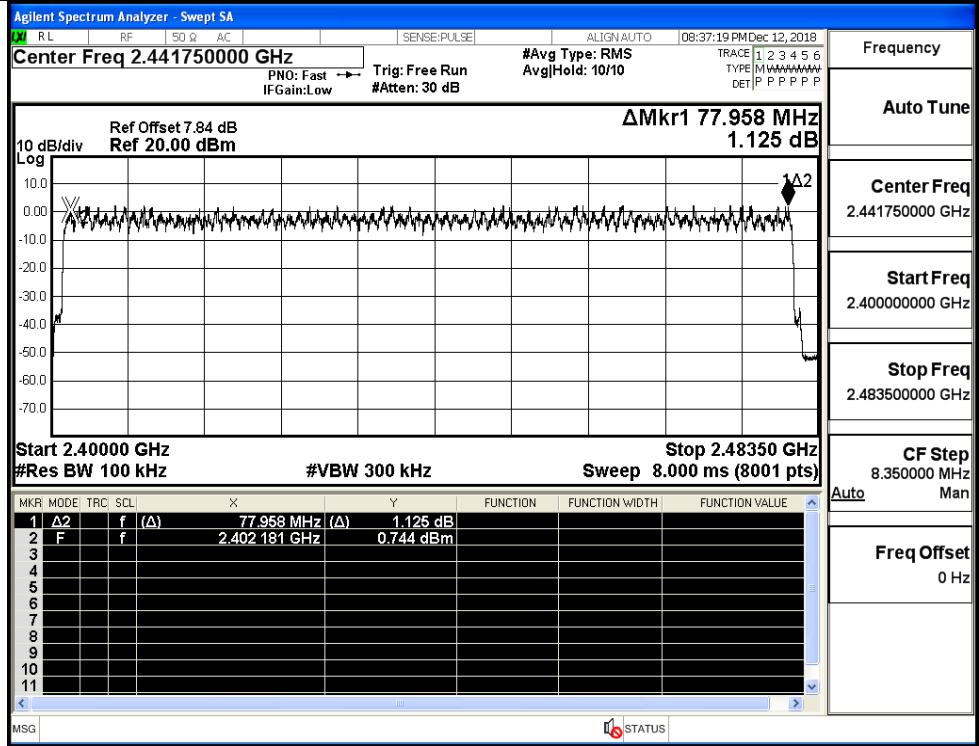 Agilent Spectrum Analyzer - Swept SA
LXI RL RF 50 Ω AC SENSE:PULSE ALIGN AUTO 08:37:19 PM Dec 12, 2018
Center Freq 2.441750000 GHz
PNO: Fast
IFGain:Low
Trig: Free Run
#Atten: 30 dB
#Avg Type: RMS
Avg|Hold: 10/10
TRACE 1 2 3 4 5 6
TYPE M
DET P P P P P P
ΔMkr1 77.958 MHz
1.125 dB
Ref Offset 7.84 dB
10 dB/div Ref 20.00 dBm
Log
10.0
0.00
-10.0
-20.0
-30.0
-40.0
-50.0
-60.0
-70.0
1Δ2
Start 2.40000 GHz Stop 2.48350 GHz
#Res BW 100 kHz #VBW 300 kHz Sweep 8.000 ms (8001 pts)
MKR MODE TRC SCL X Y FUNCTION FUNCTION WIDTH FUNCTION VALUE
1 Δ2 f (Δ) 77.958 MHz (Δ) 1.125 dB
2 F f 2.402 181 GHz 0.744 dBm
3
4
5
6
7
8
9
10
11
MSG STATUS
Frequency
Auto Tune
Center Freq
2.441750000 GHz
Start Freq
2.400000000 GHz
Stop Freq
2.483500000 GHz
CF Step
8.350000 MHz
Auto Man
Freq Offset
0 Hz